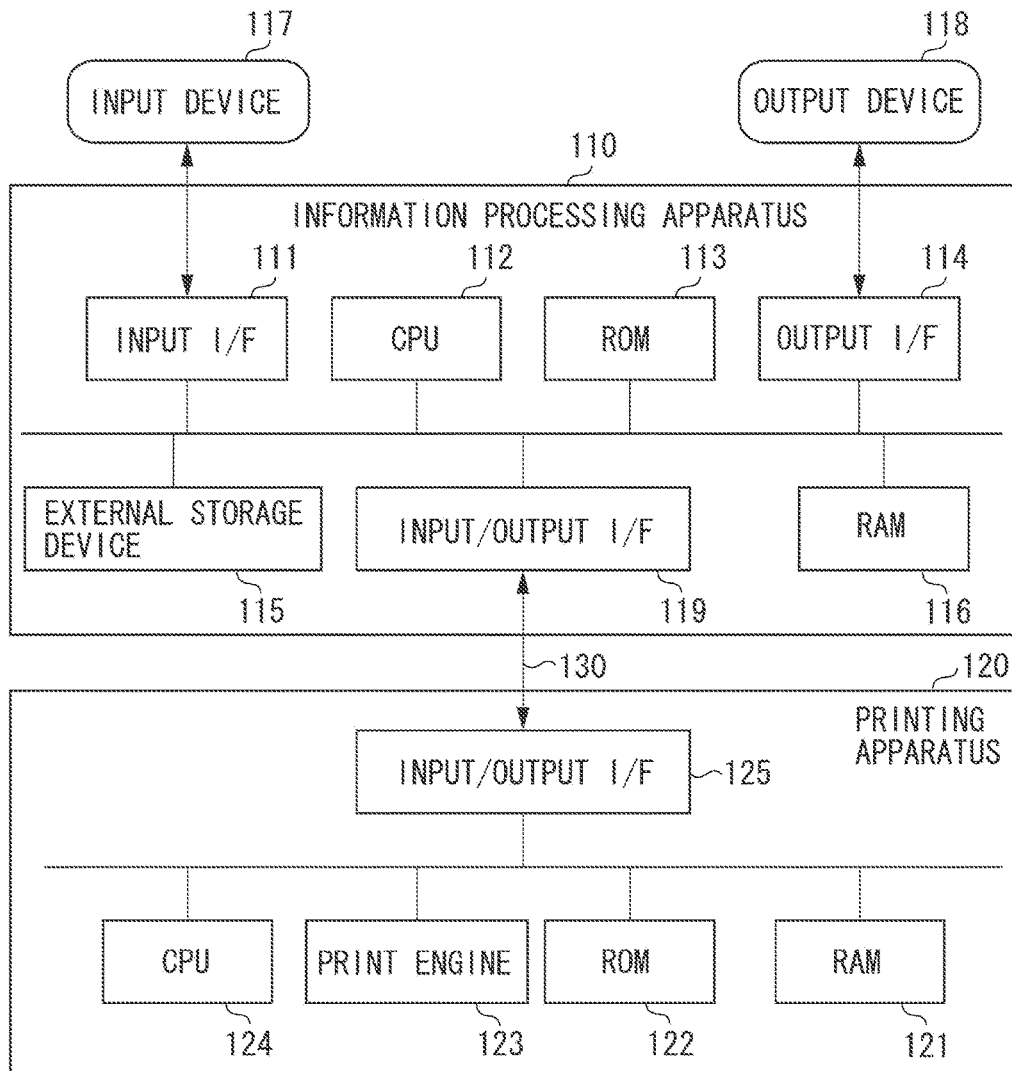 117
118
INPUT DEVICE
OUTPUT DEVICE
110
INFORMATION PROCESSING APPARATUS
111
112
113
114
INPUT I/F
CPU
ROM
OUTPUT I/F
EXTERNAL STORAGE
DEVICE
INPUT/OUTPUT I/F
RAM
115
119
116
130
120
PRINTING
APPARATUS
INPUT/OUTPUT I/F
125
CPU
PRINT ENGINE
ROM
RAM
124
123
122
121